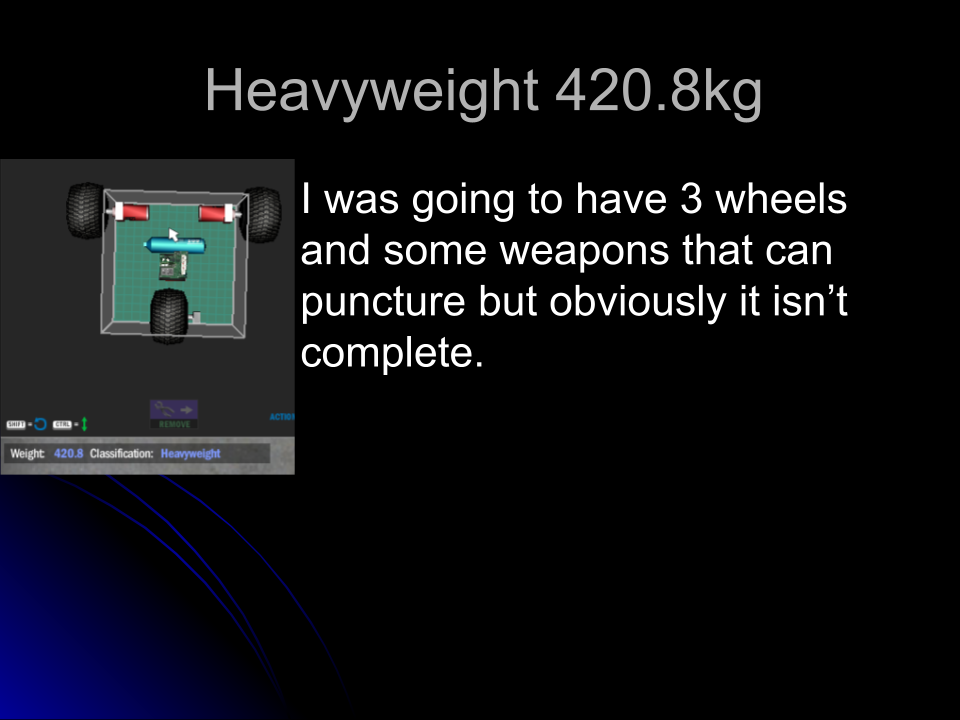 Heavyweight 420.8kg
I was going to have 3 wheels
and some weapons that can
puncture but obviously it isn’t
complete.
REMOVE
ACTION
SHIFT = CTRL =
Weight: 420.8 Classification: Heavyweight